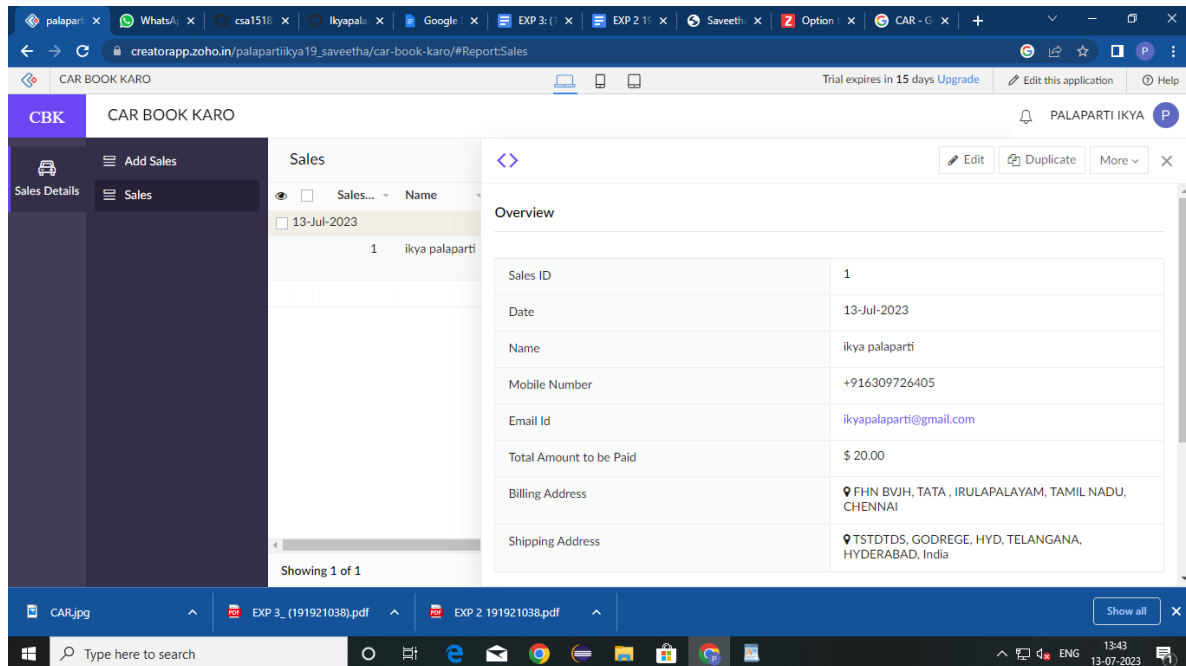 palaparti
WhatsA
csa1518
Ikyapala
Google
EXP 3: (
EXP 2 19
Saveetha
Option
CAR - G
creatorapp.zoho.in/palapartiikya19_saveetha/car-book-karo/#Report:Sales
CAR BOOK KARO
Trial expires in 15 days Upgrade
Edit this application
Help
CBK
CAR BOOK KARO
PALAPARTI IKYA
P
Sales Details
Add Sales
Sales
Sales
Sales...
Name
13-Jul-2023
1 ikya palaparti
Showing 1 of 1
Edit
Duplicate
More
Overview
Sales ID 1
Date 13-Jul-2023
Name ikya palaparti
Mobile Number +916309726405
Email Id ikyapalaparti@gmail.com
Total Amount to be Paid $ 20.00
Billing Address FHN BVJH, TATA , IRULAPALAYAM, TAMIL NADU,
CHENNAI
Shipping Address TSTDTDS, GODREGE, HYD, TELANGANA,
HYDERABAD, India
CAR.jpg
EXP 3_ (191921038).pdf
EXP 2 191921038.pdf
Show all
Type here to search
ENG
13:43
13-07-2023